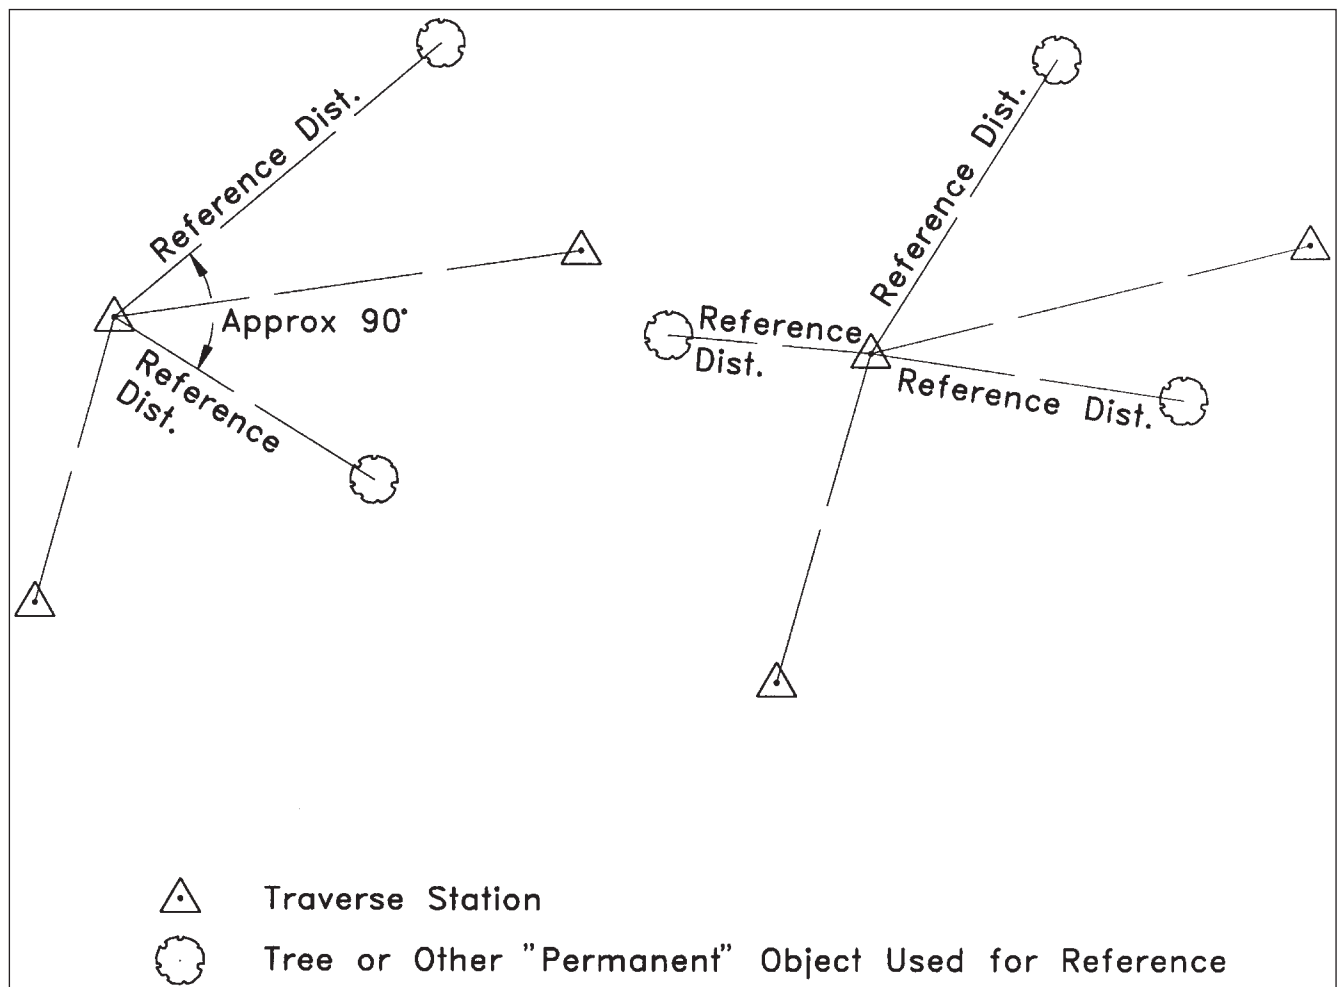 Reference Dist.
Approx 90°
Reference
Dist.
Reference Dist.
Reference
Dist.
Reference Dist.
Traverse Station
Tree or Other "Permanent" Object Used for Reference